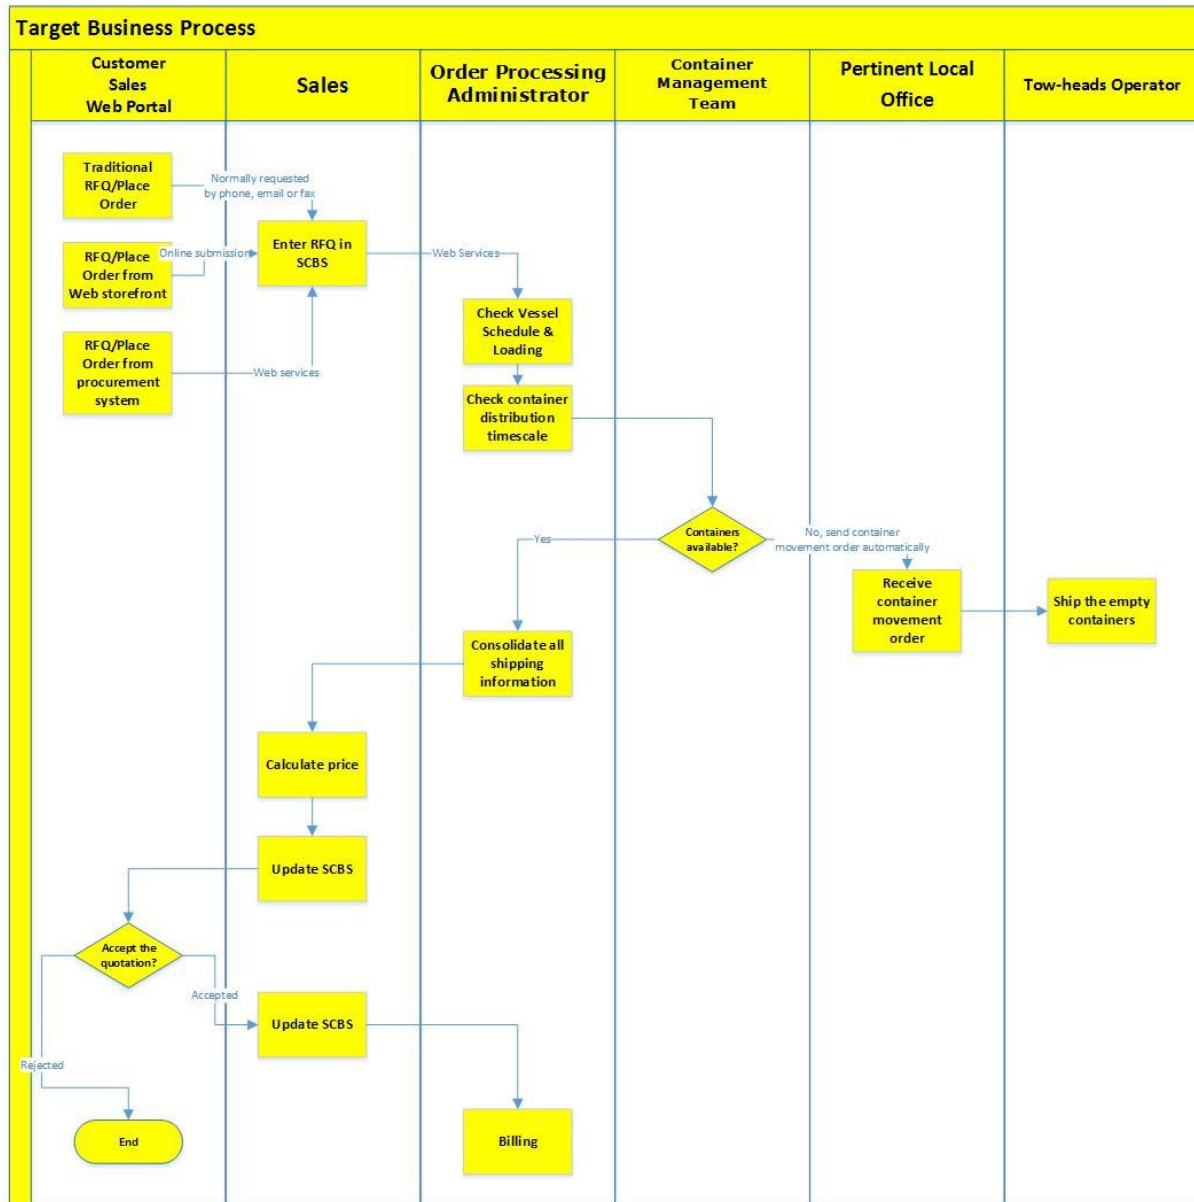 Target Business Process
Customer
Sales
Web Portal
Sales
Order Processing
Administrator
Container
Management
Team
Pertinent Local
Office
Tow-heads Operator
Traditional
RFQ/Place
Order
Normally requested
by phone, email or fax
RFQ/Place
Order from
Web storefront
Online submission
Enter RFQ in
SCBS
Web Services
RFQ/Place
Order from
procurement
system
Web services
Check Vessel
Schedule &
Loading
Check container
distribution
timescale
Containers
available?
Yes
No, send container
movement order automatically
Receive
container
movement
order
Ship the empty
containers
Consolidate all
shipping
information
Calculate price
Update SCBS
Accept the
quotation?
Accepted
Update SCBS
Rejected
End
Billing